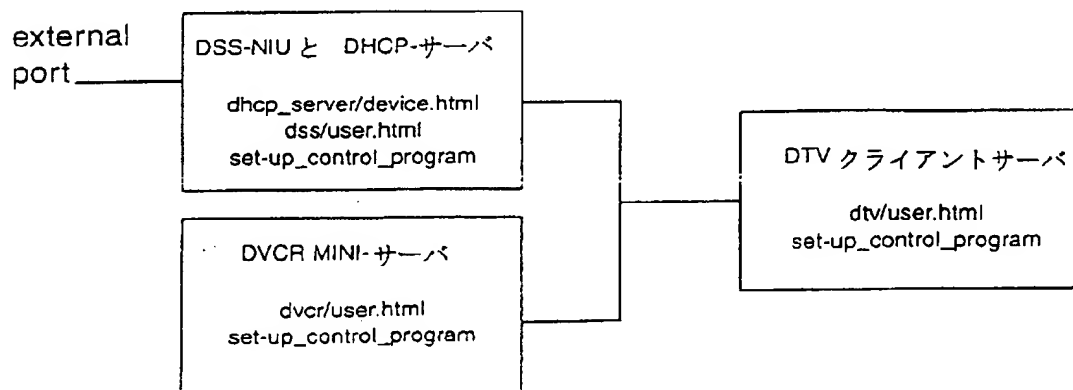 external
port
DSS-NIU と DHCP-サーバ
dhcp_server/device.html
dss/user.html
set-up_control_program
DVCR MINI-サーバ
dvcr/user.html
set-up_control_program
DTV クライアントサーバ
dtv/user.html
set-up_control_program